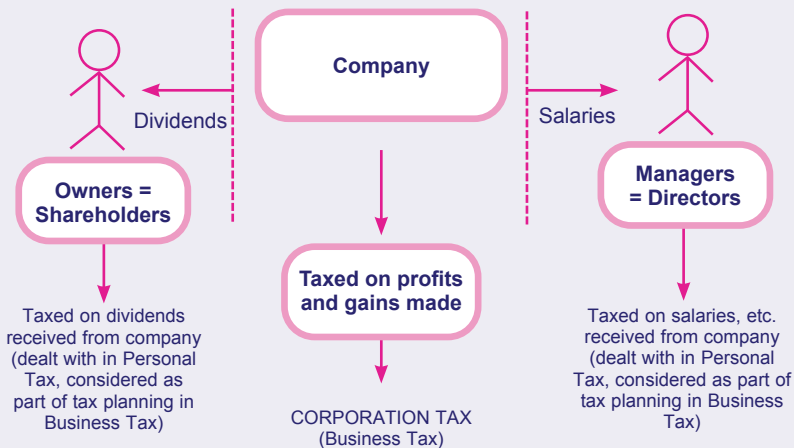 Company
Dividends
Salaries
Owners =
Shareholders
Managers
= Directors
Taxed on profits
and gains made
Taxed on dividends
received from company
(dealt with in Personal
Tax, considered as
part of tax planning in
Business Tax)
CORPORATION TAX
(Business Tax)
Taxed on salaries, etc.
received from company
(dealt with in Personal
Tax, considered as part of
tax planning in Business
Tax)